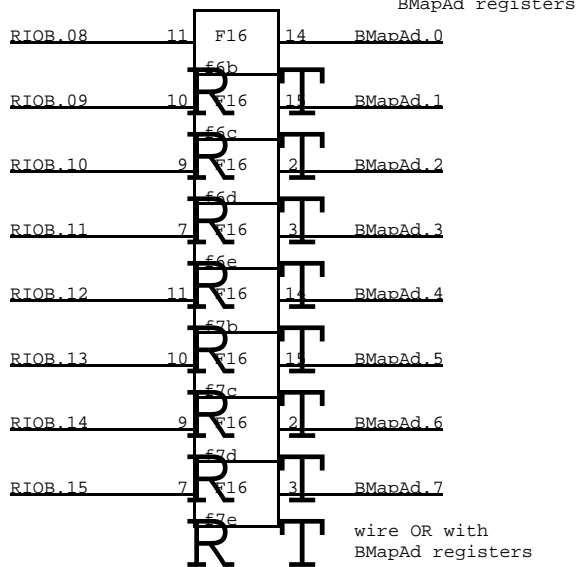 BMapAd registers
RIOB.08 11 F16 14 BMapAd.0
f6b
R T
RIOB.09 10 F16 15 BMapAd.1
f6c
R T
RIOB.10 9 F16 2 BMapAd.2
f6d
R T
RIOB.11 7 F16 3 BMapAd.3
f6e
R T
RIOB.12 11 F16 14 BMapAd.4
f7b
R T
RIOB.13 10 F16 15 BMapAd.5
f7c
R T
RIOB.14 9 F16 2 BMapAd.6
f7d
R T
RIOB.15 7 F16 3 BMapAd.7
f7e
R T
wire OR with
BMapAd registers